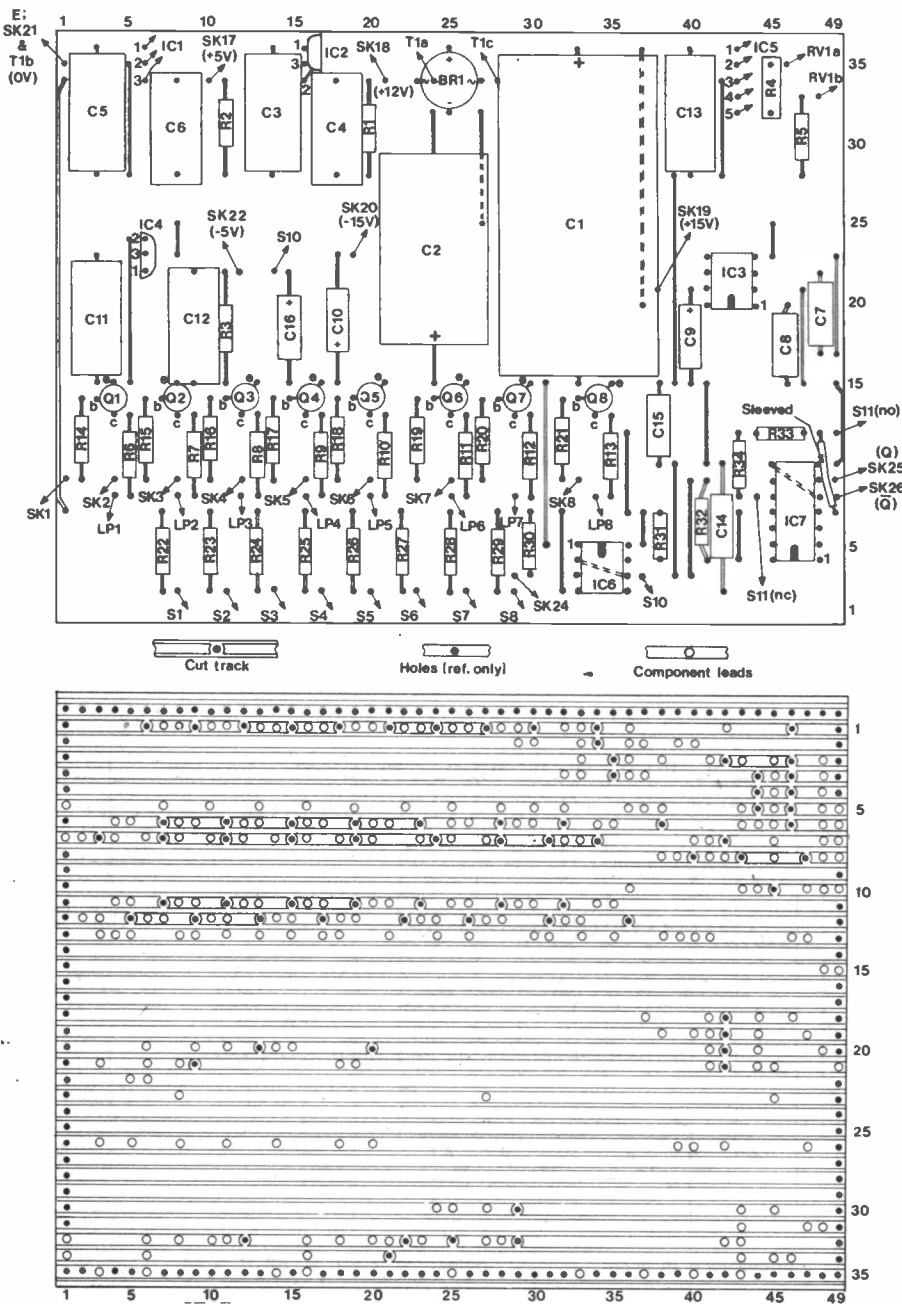 E;
SK21
&
T1b
(0V)
1 5 10 15 20 25 30 35 40 45 49
1 IC1
2
3
SK17
(+5V)
1 IC2
3
2
SK18
(+12V)
T1a
T1c
~ BR1 ~
+
-
1 IC5
2
3
4
5
RV1a
RV1b
35
C5
C6
R2
C3
C4
R1
C1
+
C13
R4
R5
30
C2
+
IC4
2
3
1
SK22
(-5V)
S10
SK20
(-15V)
SK19
(+15V)
25
IC3
1
C11
C12
R3
C16
+
C10
+
C9
+
C8
C7
20
15
Q1
Q2
Q3
Q4
Q5
Q6
Q7
Q8
b
c
b
c
b
c
b
c
b
c
b
c
b
c
b
c
R14
R6
R15
R7
R16
R8
R17
R9
R18
R10
R19
R11
R20
R12
R21
R13
C15
R34
R33
Sleeved
S11(no)
(Q)
SK25
SK26
(Q̅)
10
SK1
SK2
SK3
SK4
SK5
SK6
SK7
SK8
LP1
LP2
LP3
LP4
LP5
LP6
LP7
LP8
R22
R23
R24
R25
R26
R27
R28
R29
R30
R31
R32
C14
IC7
1
1
IC6
5
S1
S2
S3
S4
S5
S6
S7
S8
SK24
S10
S11(nc)
1
Cut track
Holes (ref. only)
Component leads
1
5
10
15
20
25
30
35
1 5 10 15 20 25 30 35 40 45 49